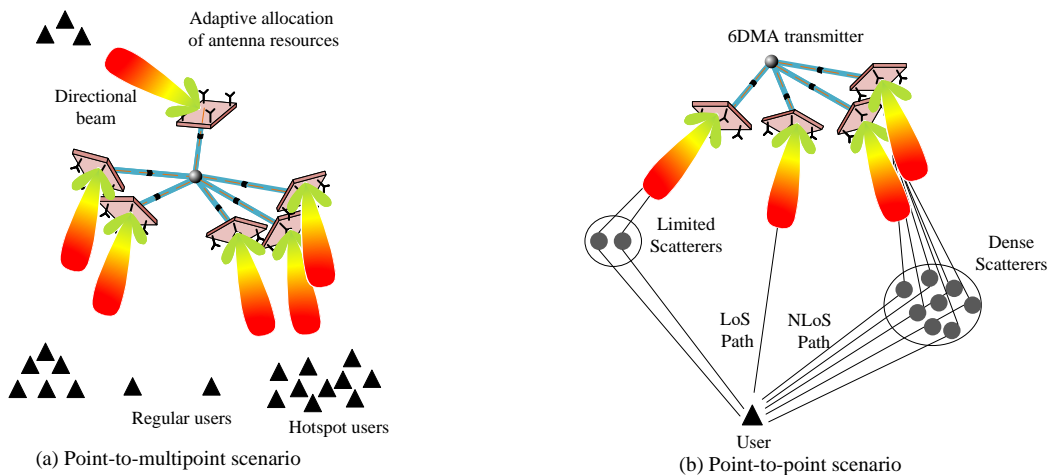 Adaptive allocation
of antenna resources
Directional
beam
Regular users
Hotspot users
(a) Point-to-multipoint scenario
6DMA transmitter
Limited
Scatterers
Dense
Scatterers
LoS
Path
NLoS
Path
User
(b) Point-to-point scenario